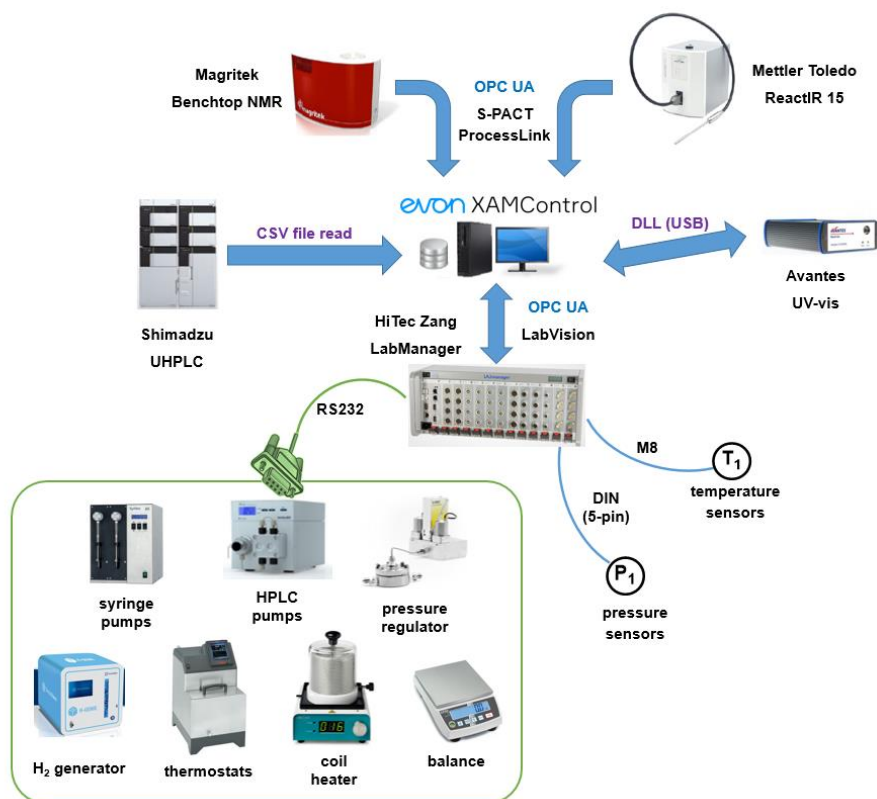 Magritek
Benchtop NMR
OPC UA
S-PACT
ProcessLink
Mettler Toledo
ReactIR 15
magritek
evon XAMControl
CSV file read
DLL (USB)
Shimadzu
UHPLC
Avantes
UV-vis
HiTec Zang
LabManager
OPC UA
LabVision
RS232
M8
T1
temperature
sensors
DIN
(5-pin)
P1
pressure
sensors
syringe
pumps
HPLC
pumps
pressure
regulator
016
H2 generator
thermostats
coil
heater
balance